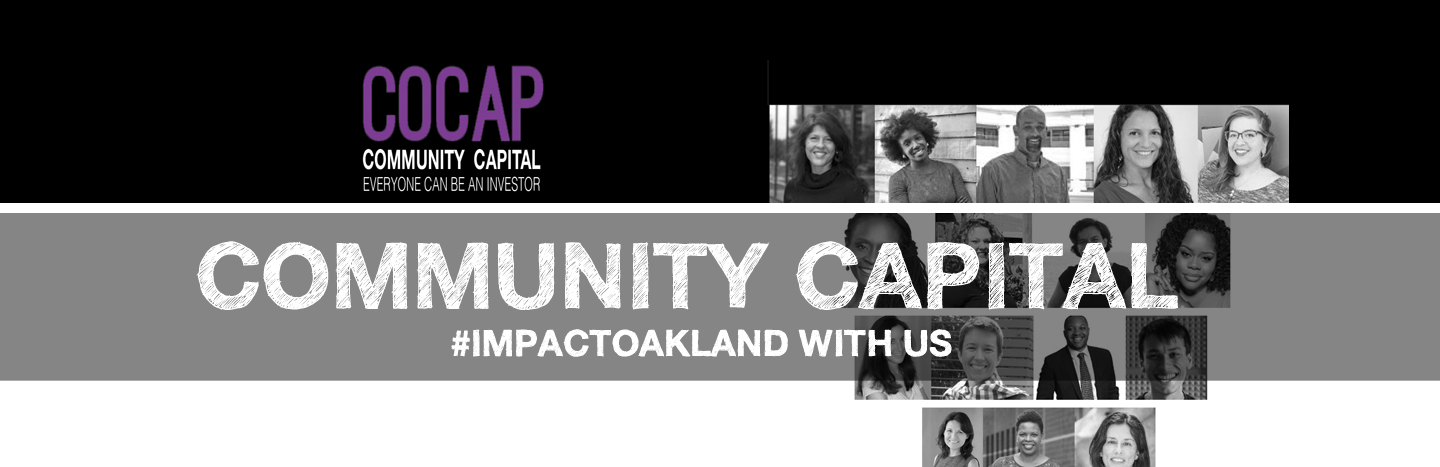 COCAP
COMMUNITY CAPITAL
EVERYONE CAN BE AN INVESTOR
COMMUNITY CAPITAL
#IMPACTOAKLAND WITH US